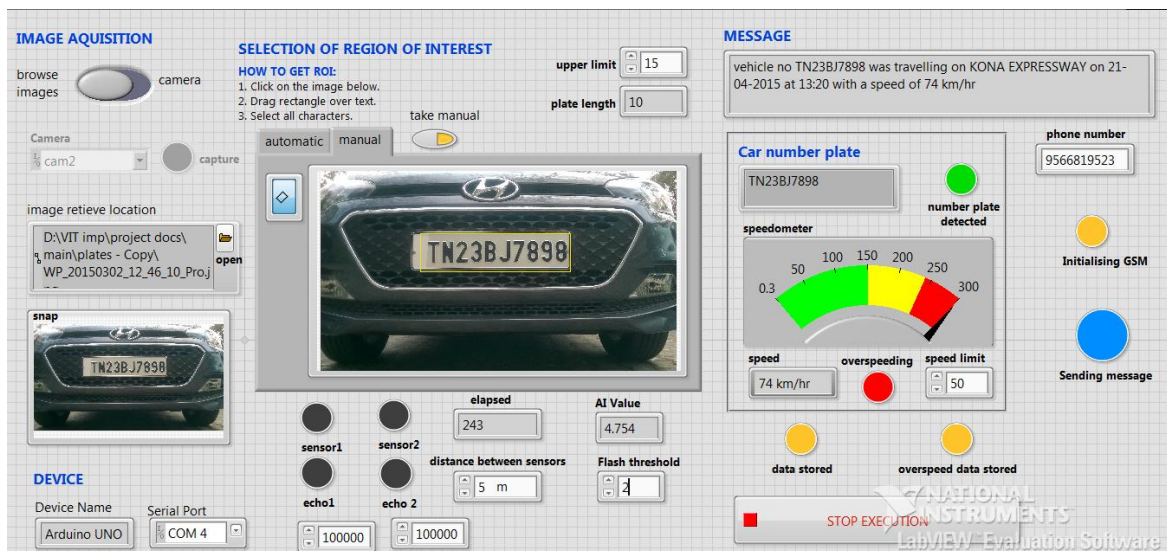 IMAGE AQUISITION
browse images
camera
Camera
cam2
capture
image retieve location
D:\VIT imp\project docs\
main\plates - Copy\
WP_20150302_12_46_10_Pro.j
open
snap
TN23BJ7898
DEVICE
Device Name
Arduino UNO
Serial Port
COM 4
SELECTION OF REGION OF INTEREST
HOW TO GET ROI:
1. Click on the image below.
2. Drag rectangle over text.
3. Select all characters.
take manual
upper limit
15
plate length
10
automatic
manual
TN23BJ7898
sensor1
sensor2
echo1
echo 2
100000
100000
elapsed
243
AI Value
4.754
distance between sensors
5 m
Flash threshold
2
MESSAGE
vehicle no TN23BJ7898 was travelling on KONA EXPRESSWAY on 21-
04-2015 at 13:20 with a speed of 74 km/hr
Car number plate
TN23BJ7898
number plate
detected
speedometer
0.3
50
100
150
200
250
300
speed
74 km/hr
overspeeding
speed limit
50
phone number
9566819523
Initialising GSM
Sending message
data stored
overspeed data stored
STOP EXECUTION
NATIONAL
INSTRUMENTS
LabVIEW™ Evaluation Software